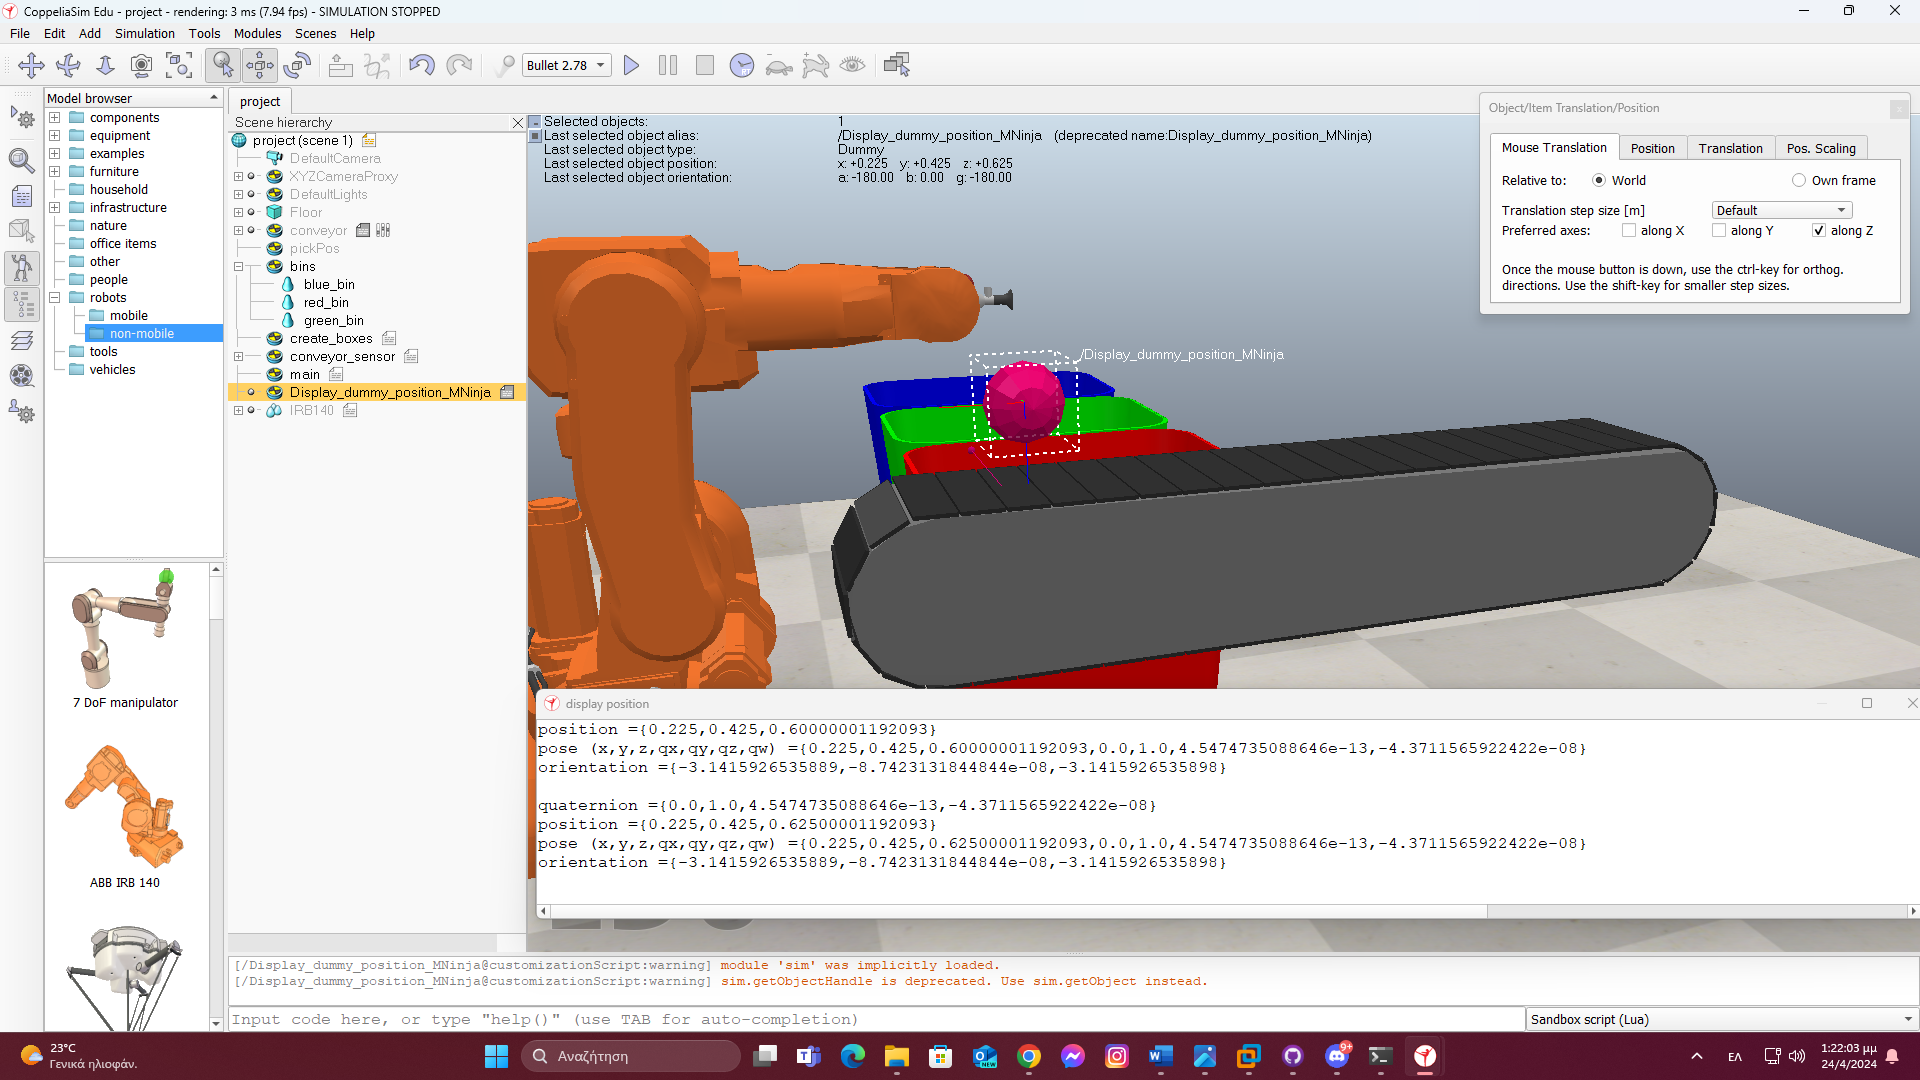 CoppeliaSim Edu - project - rendering: 3 ms (7.94 fps) - SIMULATION STOPPED
File Edit Add Simulation Tools Modules Scenes Help
Bullet 2.78
Model browser
components
equipment
examples
furniture
household
infrastructure
nature
office items
other
people
robots
mobile
non-mobile
tools
vehicles
7 DoF manipulator
ABB IRB 140
project
Scene hierarchy
project (scene 1)
DefaultCamera
XYZCameraProxy
DefaultLights
Floor
conveyor
pickPos
bins
blue_bin
red_bin
green_bin
create_boxes
conveyor_sensor
main
Display_dummy_position_MNinja
IRB140
Selected objects: 1
Last selected object alias: /Display_dummy_position_MNinja (deprecated name:Display_dummy_position_MNinja)
Last selected object type: Dummy
Last selected object position: x: +0.225 y: +0.425 z: +0.625
Last selected object orientation: a: -180.00 b: 0.00 g: -180.00
/Display_dummy_position_MNinja
Object/Item Translation/Position
Mouse Translation Position Translation Pos. Scaling
Relative to: World Own frame
Translation step size [m] Default
Preferred axes: along X along Y along Z
Once the mouse button is down, use the ctrl-key for orthog.
directions. Use the shift-key for smaller step sizes.
display position
position ={0.225,0.425,0.60000001192093}
pose (x,y,z,qx,qy,qz,qw) ={0.225,0.425,0.60000001192093,0.0,1.0,4.5474735088646e-13,-4.3711565922422e-08}
orientation ={-3.1415926535889,-8.7423131844844e-08,-3.1415926535898}
quaternion ={0.0,1.0,4.5474735088646e-13,-4.3711565922422e-08}
position ={0.225,0.425,0.62500001192093}
pose (x,y,z,qx,qy,qz,qw) ={0.225,0.425,0.62500001192093,0.0,1.0,4.5474735088646e-13,-4.3711565922422e-08}
orientation ={-3.1415926535889,-8.7423131844844e-08,-3.1415926535898}
[/Display_dummy_position_MNinja@customizationScript:warning] module 'sim' was implicitly loaded.
[/Display_dummy_position_MNinja@customizationScript:warning] sim.getObjectHandle is deprecated. Use sim.getObject instead.
Input code here, or type "help()" (use TAB for auto-completion)
Sandbox script (Lua)
23°C
Γενικά ηλιοφάν.
Αναζήτηση
NEW
9+
ΕΛ
1:22:03 μμ
24/4/2024